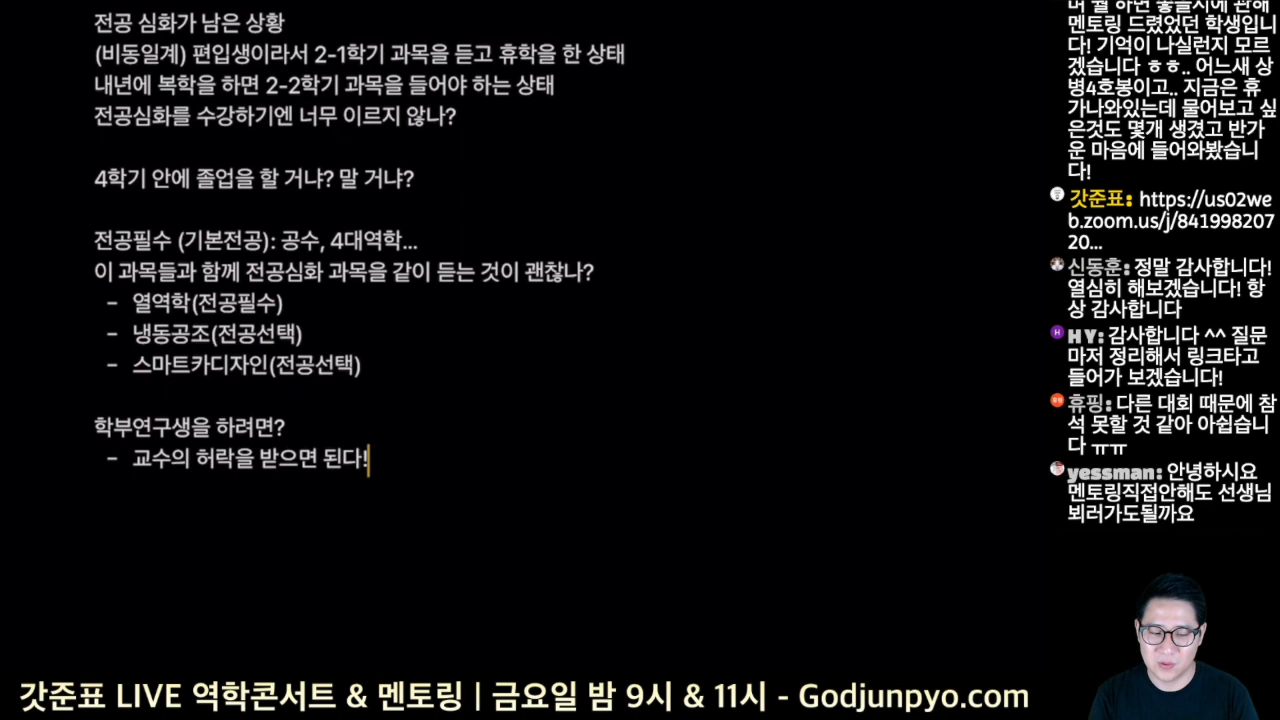 전공 심화가 남은 상황
(비동일계) 편입생이라서 2-1학기 과목을 듣고 휴학을 한 상태
내년에 복학을 하면 2-2학기 과목을 들어야 하는 상태
전공심화를 수강하기엔 너무 이르지 않나?
4학기 안에 졸업을 할 거냐? 말 거냐?
전공필수 (기본전공): 공수, 4대역학...
이 과목들과 함께 전공심화 과목을 같이 듣는 것이 괜찮나?
- 열역학(전공필수)
- 냉동공조(전공선택)
- 스마트카디자인(전공선택)
학부연구생을 하려면?
- 교수의 허락을 받으면 된다!
며 뭘 하면 좋을지에 관해
멘토링 드렸었던 학생입니
다! 기억이 나실런지 모르
겠습니다 ㅎㅎ.. 어느새 상
병4호봉이고.. 지금은 휴
가나와있는데 물어보고 싶
은것도 몇개 생겼고 반가
운 마음에 들어와봤습니
다!
갓준표: https://us02we
b.zoom.us/j/841998207
20...
신동훈: 정말 감사합니다!
열심히 해보겠습니다! 항
상 감사합니다
H Y: 감사합니다 ^^ 질문
마저 정리해서 링크타고
들어가 보겠습니다!
휴핑: 다른 대회 때문에 참
석 못할 것 같아 아쉽습니
다 ㅠㅠ
yessman: 안녕하시요
멘토링직접안해도 선생님
뵈러가도될까요
갓준표 LIVE 역학콘서트 & 멘토링 | 금요일 밤 9시 & 11시 - Godjunpyo.com